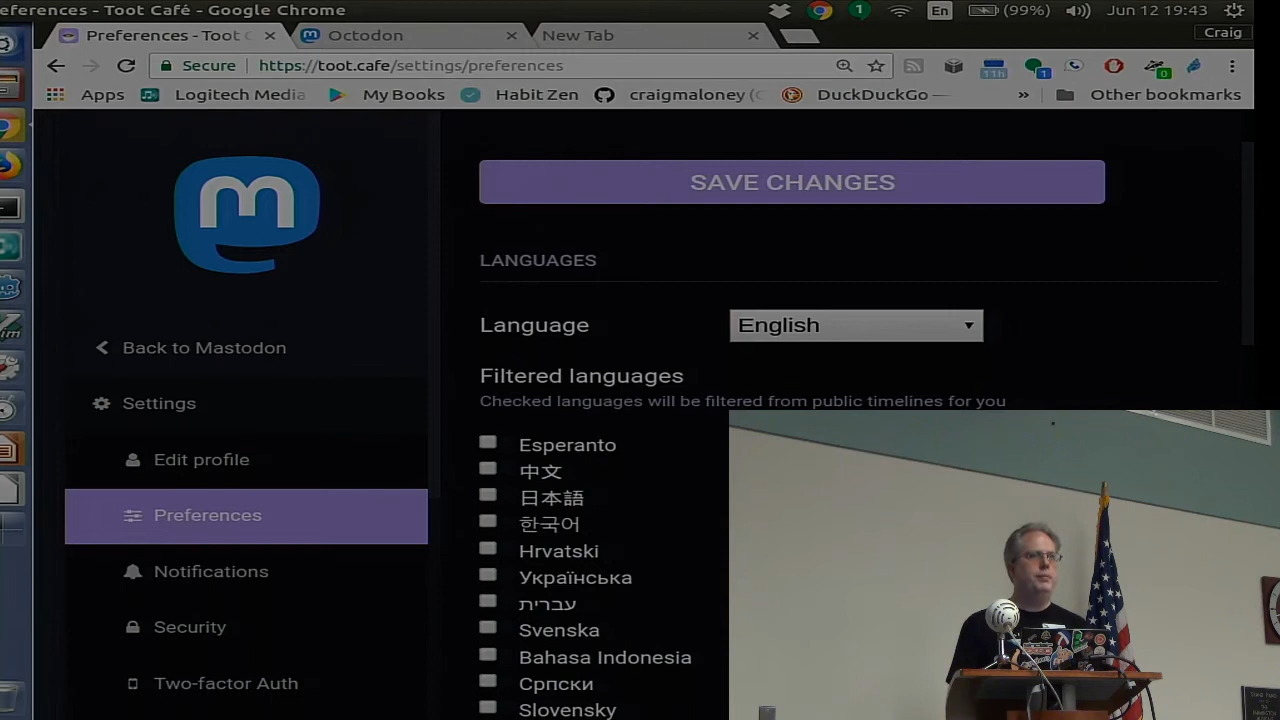 eferences - Toot Café - Google Chrome
1
En
(99%)
Jun 12 19:43
Preferences - Toot C
Octodon
New Tab
Craig
Secure
https://toot.cafe/settings/preferences
11h
1
0
Apps
Logitech Media
My Books
Habit Zen
craigmaloney (C
DuckDuckGo —
»
Other bookmarks
SAVE CHANGES
LANGUAGES
Language
English
Back to Mastodon
Filtered languages
Checked languages will be filtered from public timelines for you
Settings
Edit profile
Preferences
Notifications
Security
Two-factor Auth
Esperanto
中文
日本語
한국어
Hrvatski
Українська
עברית
Svenska
Bahasa Indonesia
Српски
Slovensky